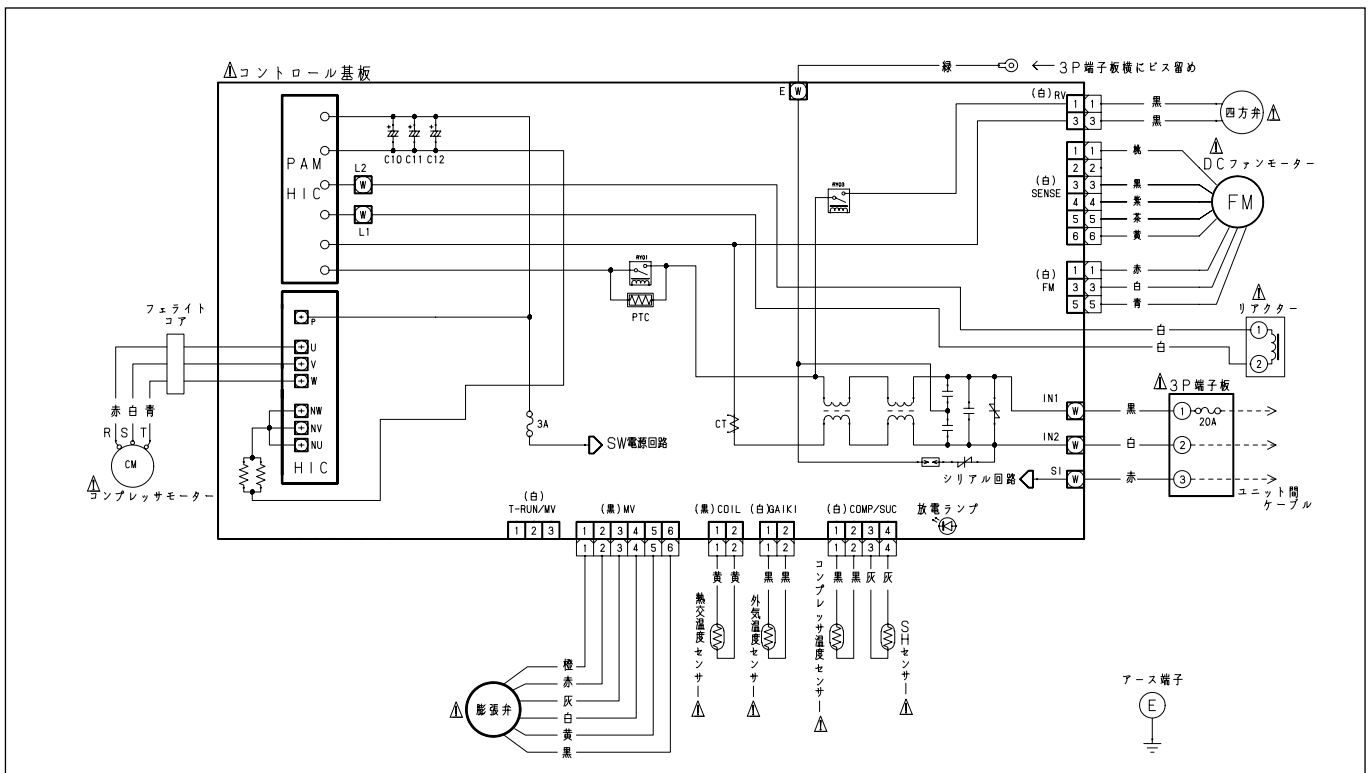 ⚠コントロール基板
緑
← 3P端子板横にビス留め
E W
(白)RV
1 1 黒
3 3 黒
四方弁⚠
⚠
DCファンモーター
PAM
HIC
C10 C11 C12
L2
W
W
L1
RY03
(白)
SENSE
1 1 桃
2 2
3 3 黒
4 4 紫
5 5 茶
6 6 黄
FM
RY01
PTC
(白)
FM
1 1 赤
3 3 白
5 5 青
⚠
リアクター
白
白
1
2
フェライト
コア
P
U
V
W
NW
NV
NU
HIC
赤 白 青
R S T
CM
⚠
コンプレッサモーター
3A
SW電源回路
CT
⚠3P端子板
IN1 W 黒 1 20A
IN2 W 白 2
シリアル回路 S1 W 赤 3
ユニット間
ケーブル
(白)
T-RUN/MV
1 2 3
(黒)MV
1 2 3 4 5 6
1 2 3 4 5 6
(黒)COIL
1 2
1 2
(白)GAIKI
1 2
1 2
(白)COMP/SUC
1 2 3 4
1 2 3 4
放電ランプ
黄 黄
黒 黒
黒 黒 灰 灰
熱交温度センサー
⚠
外気温度センサー
⚠
コンプレッサ温度センサー
⚠
SHセンサー
⚠
⚠
膨張弁
橙
赤
灰
白
黄
黒
アース端子
E